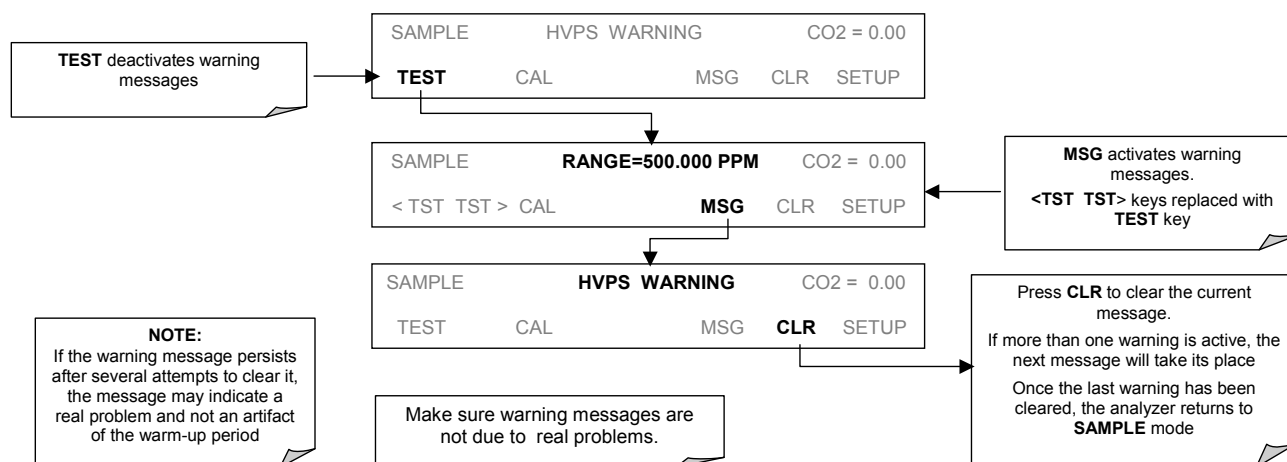 SAMPLE HVPS WARNING CO2 = 0.00
TEST deactivates warning
messages
TEST CAL MSG CLR SETUP
SAMPLE RANGE=500.000 PPM CO2 = 0.00
< TST TST > CAL MSG CLR SETUP
MSG activates warning
messages.
<TST TST> keys replaced with
TEST key
SAMPLE HVPS WARNING CO2 = 0.00
TEST CAL MSG CLR SETUP
Press CLR to clear the current
message.
If more than one warning is active, the
next message will take its place
Once the last warning has been
cleared, the analyzer returns to
SAMPLE mode
NOTE:
If the warning message persists
after several attempts to clear it,
the message may indicate a
real problem and not an artifact
of the warm-up period
Make sure warning messages are
not due to real problems.